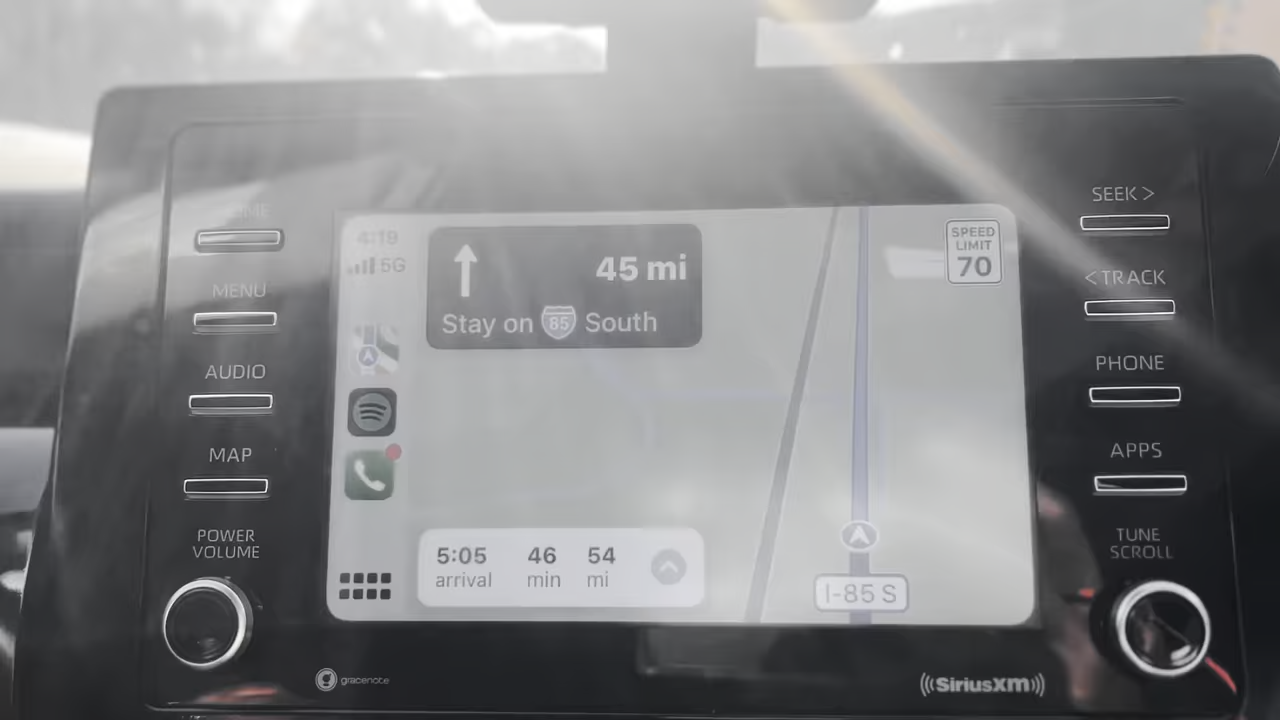 HOME
MENU
AUDIO
MAP
POWER
VOLUME
4:19
5G
45 mi
Stay on 85 South
SPEED
LIMIT
70
5:05 46 54
arrival min mi
I-85 S
SEEK >
< TRACK
PHONE
APPS
TUNE
SCROLL
gracenote
SiriusXM